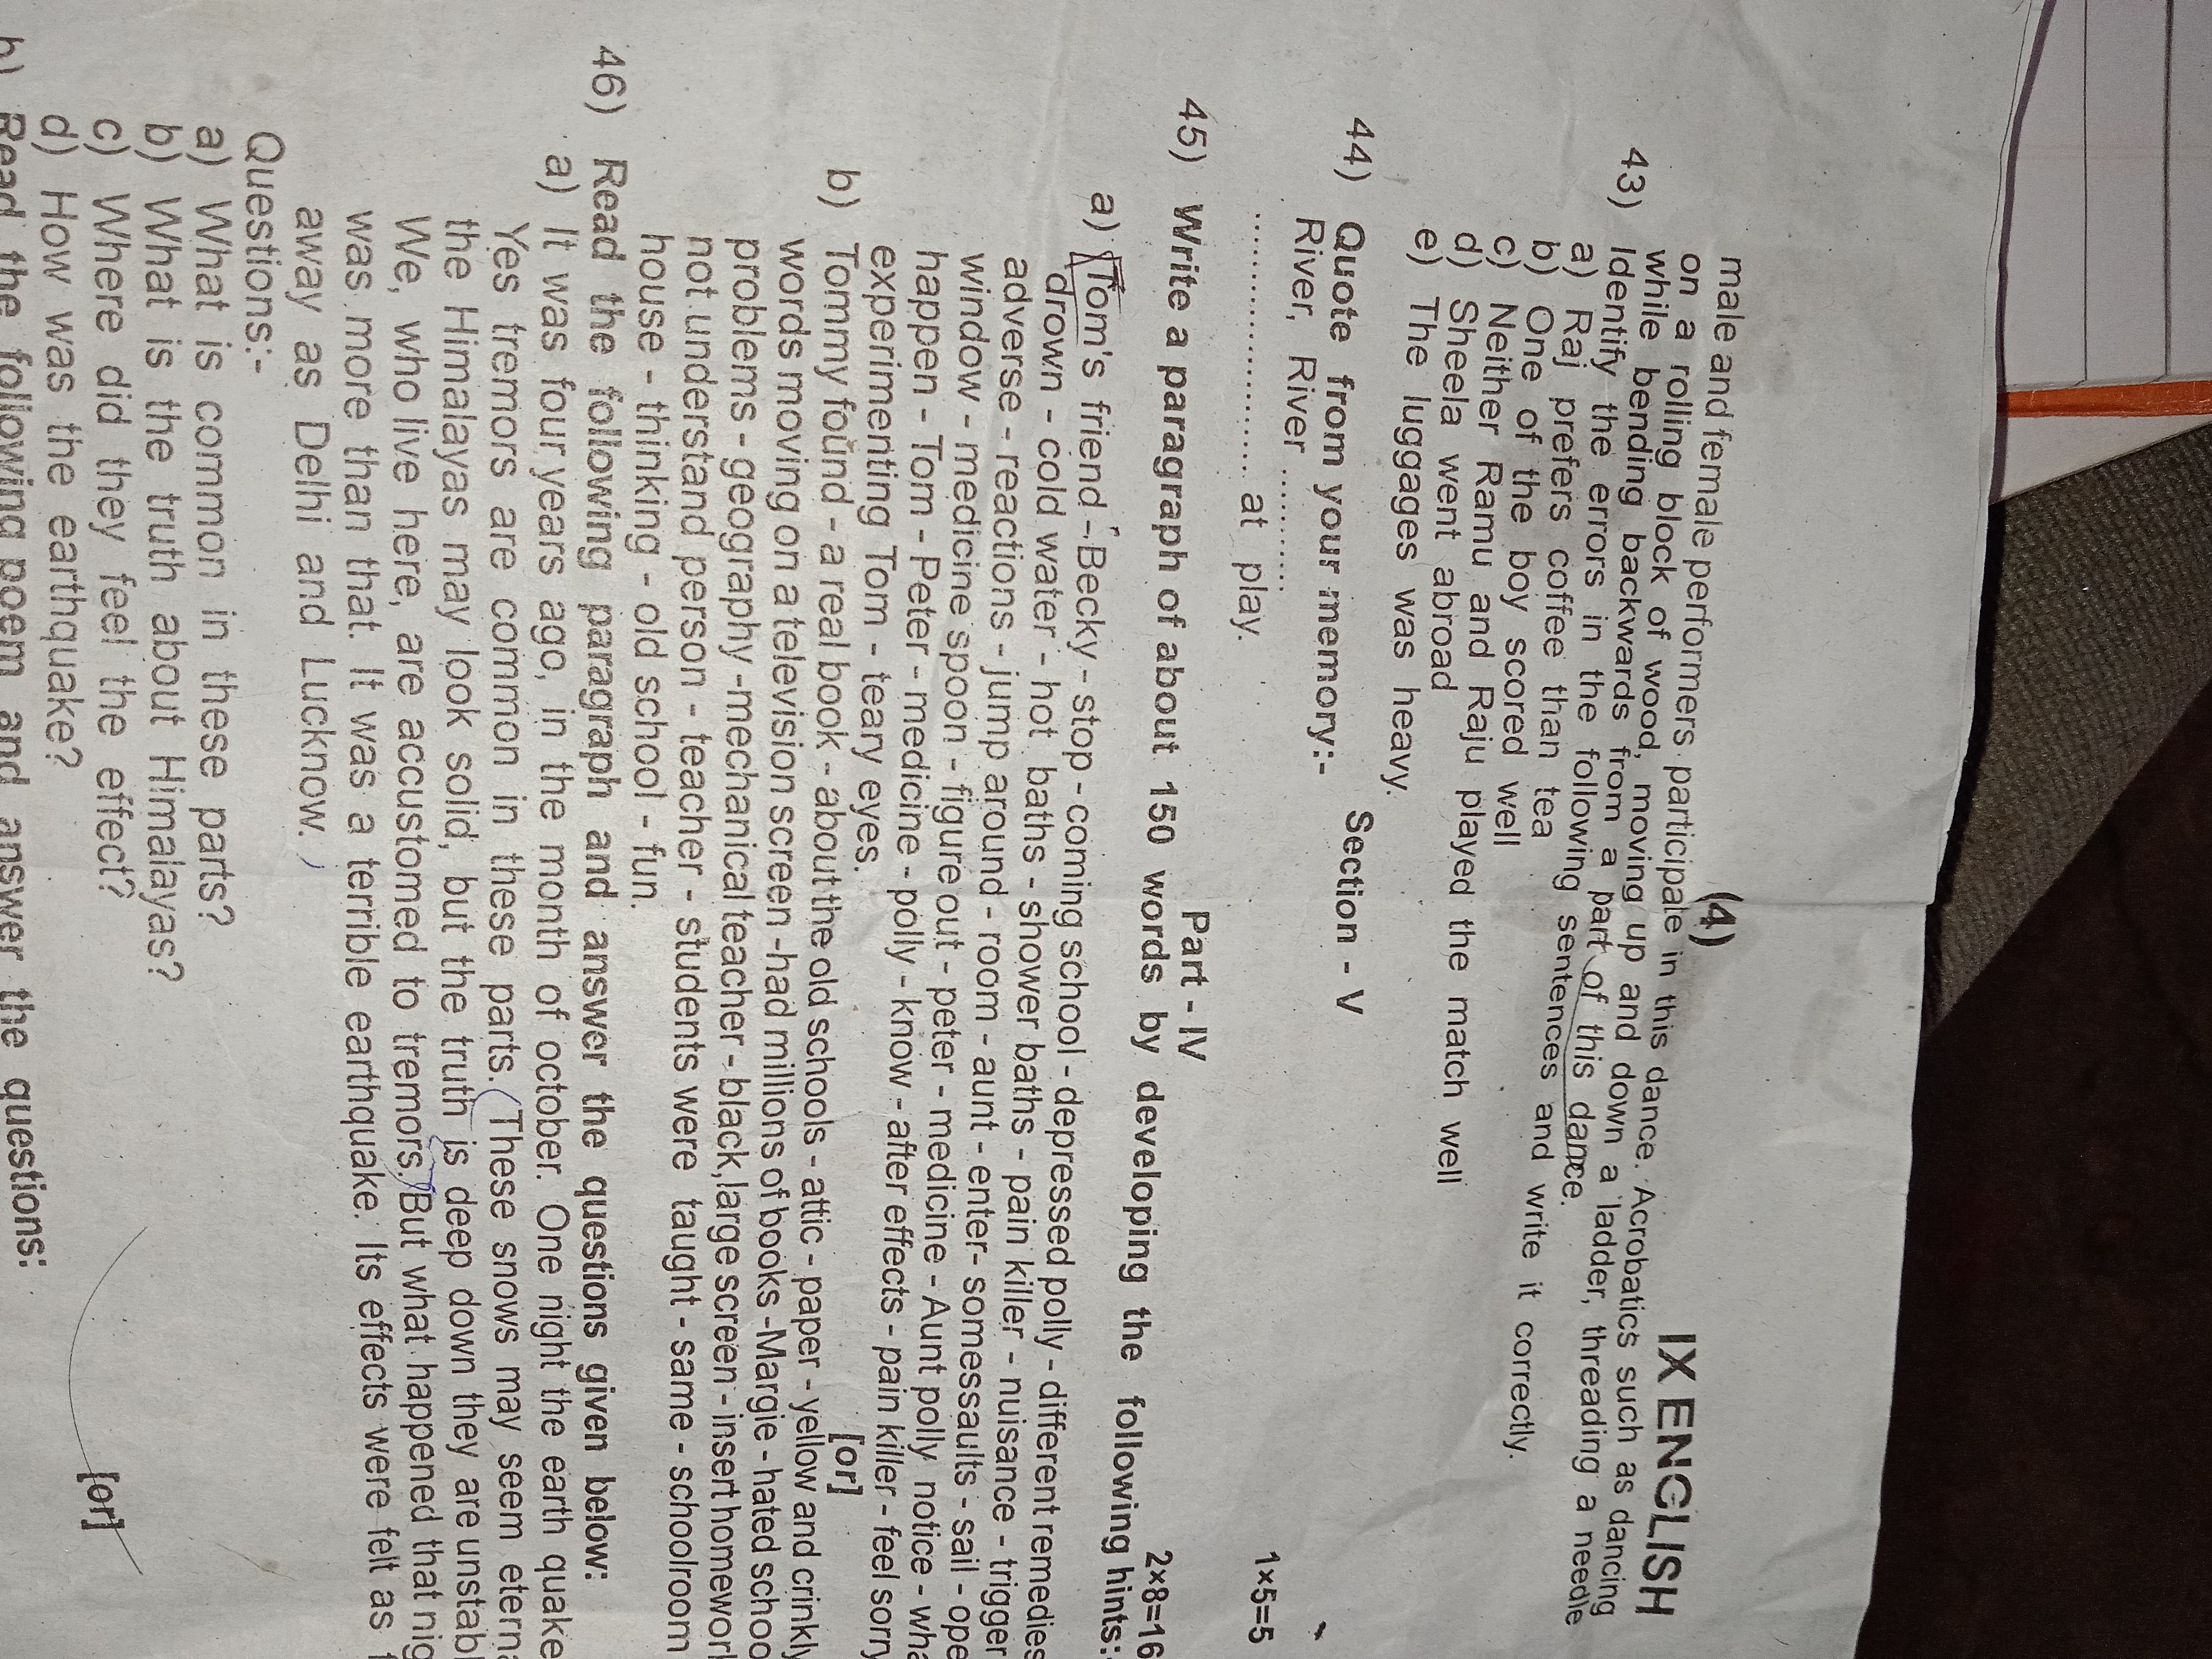 (4)
IX ENGLISH
male and female performers participate in this dance. Acrobatics such as dancing
on a rolling block of wood, moving up and down a ladder, threading a needle
while bending backwards from a part of this dance.
43) Identify the errors in the following sentences and write it correctly.
a) Raj prefers coffee than tea
b) One of the boy scored well
c) Neither Ramu and Raju played the match well
d) Sheela went abroad
e) The luggages was heavy.
Section - V
44) Quote from your memory:- 1×5=5
River, River ............
........................ at play.
Part - IV
2×8=16
45) Write a paragraph of about 150 words by developing the following hints:
a) Tom's friend - Becky - stop - coming school - depressed polly - different remedies
drown - cold water - hot baths - shower baths - pain killer - nuisance - trigger
adverse - reactions - jump around - room - aunt - enter- somessaults - sail - ope
window - medicine spoon - figure out - peter - medicine - Aunt polly notice - wha
happen - Tom - Peter - medicine - polly - know - after effects - pain killer - feel sorry
experimenting Tom - teary eyes.
[or]
b) Tommy found - a real book - about the old schools - attic - paper - yellow and crinkly
words moving on a television screen -had millions of books -Margie - hated schoo
problems - geography -mechanical teacher - black,large screen - insert homework
not understand person - teacher - students were taught - same - schoolroom
house - thinking - old school - fun.
46) Read the following paragraph and answer the questions given below:
a) It was four years ago, in the month of october. One night the earth quake
Yes tremors are common in these parts. These snows may seem eterna
the Himalayas may look solid, but the truth is deep down they are unstabl
We, who live here, are accustomed to tremors. But what happened that nig
was more than that. It was a terrible earthquake. Its effects were felt as f
away as Delhi and Lucknow.
Questions:-
a) What is common in these parts?
b) What is the truth about Himalayas?
c) Where did they feel the effect?
d) How was the earthquake?
[or]
b) Read the following poem and answer the questions: